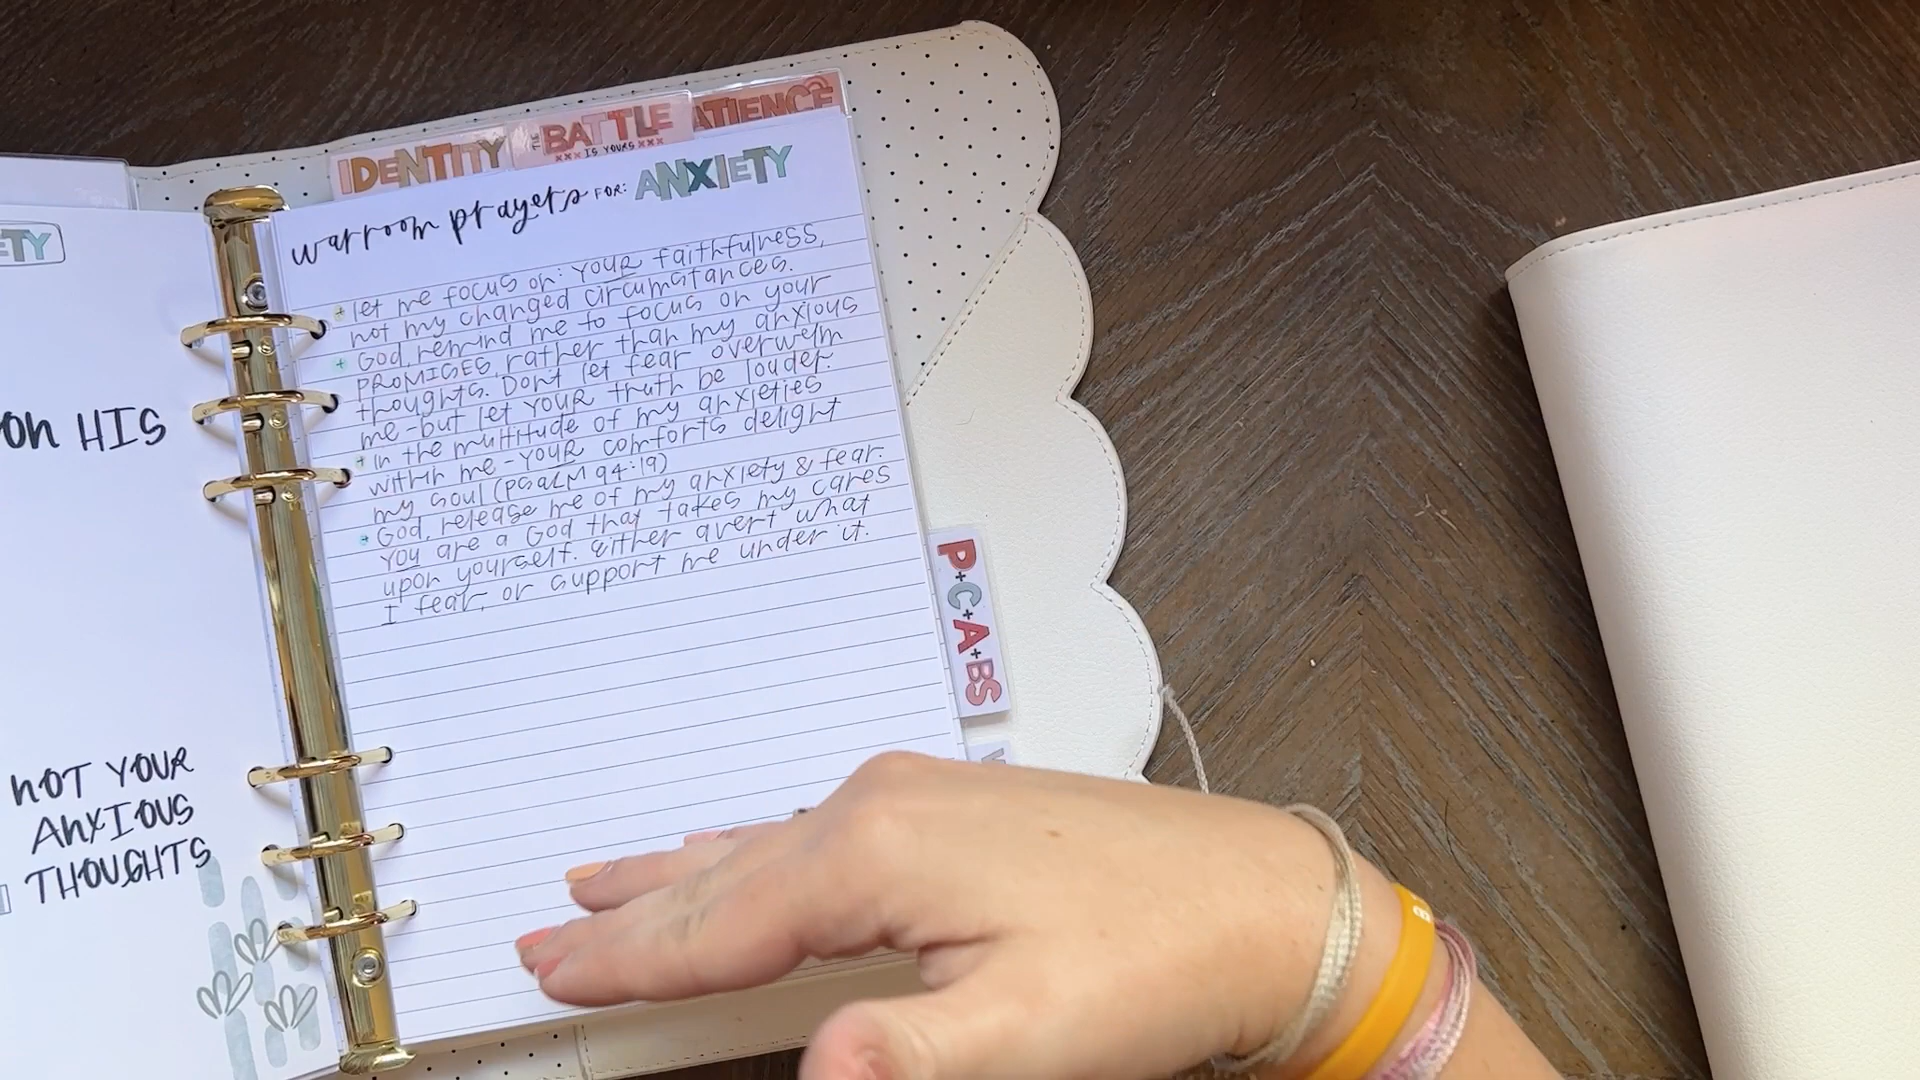 IDENTITY
THE BATTLE
xxx IS YOURS xxx
ATIENCE
ETY
on HIS
NOT YOUR
ANXIOUS
THOUGHTS
warroom prayers FOR: ANXIETY
+ let me focus on: YOUR faithfulness,
not my changed circumstances.
+ God, remind me to focus on your
PROMISES, rather than my anxious
thoughts. Don't let fear overwelm
me - but let YOUR truth be louder.
+ in the multitude of my anxieties
within me - YOUR comforts delight
my soul (PSALM 94:19)
+ God, release me of my anxiety & fear.
YOU are a God that takes my cares
upon yourself. Either avert what
I fear, or support me under it.
P+C+A+BS